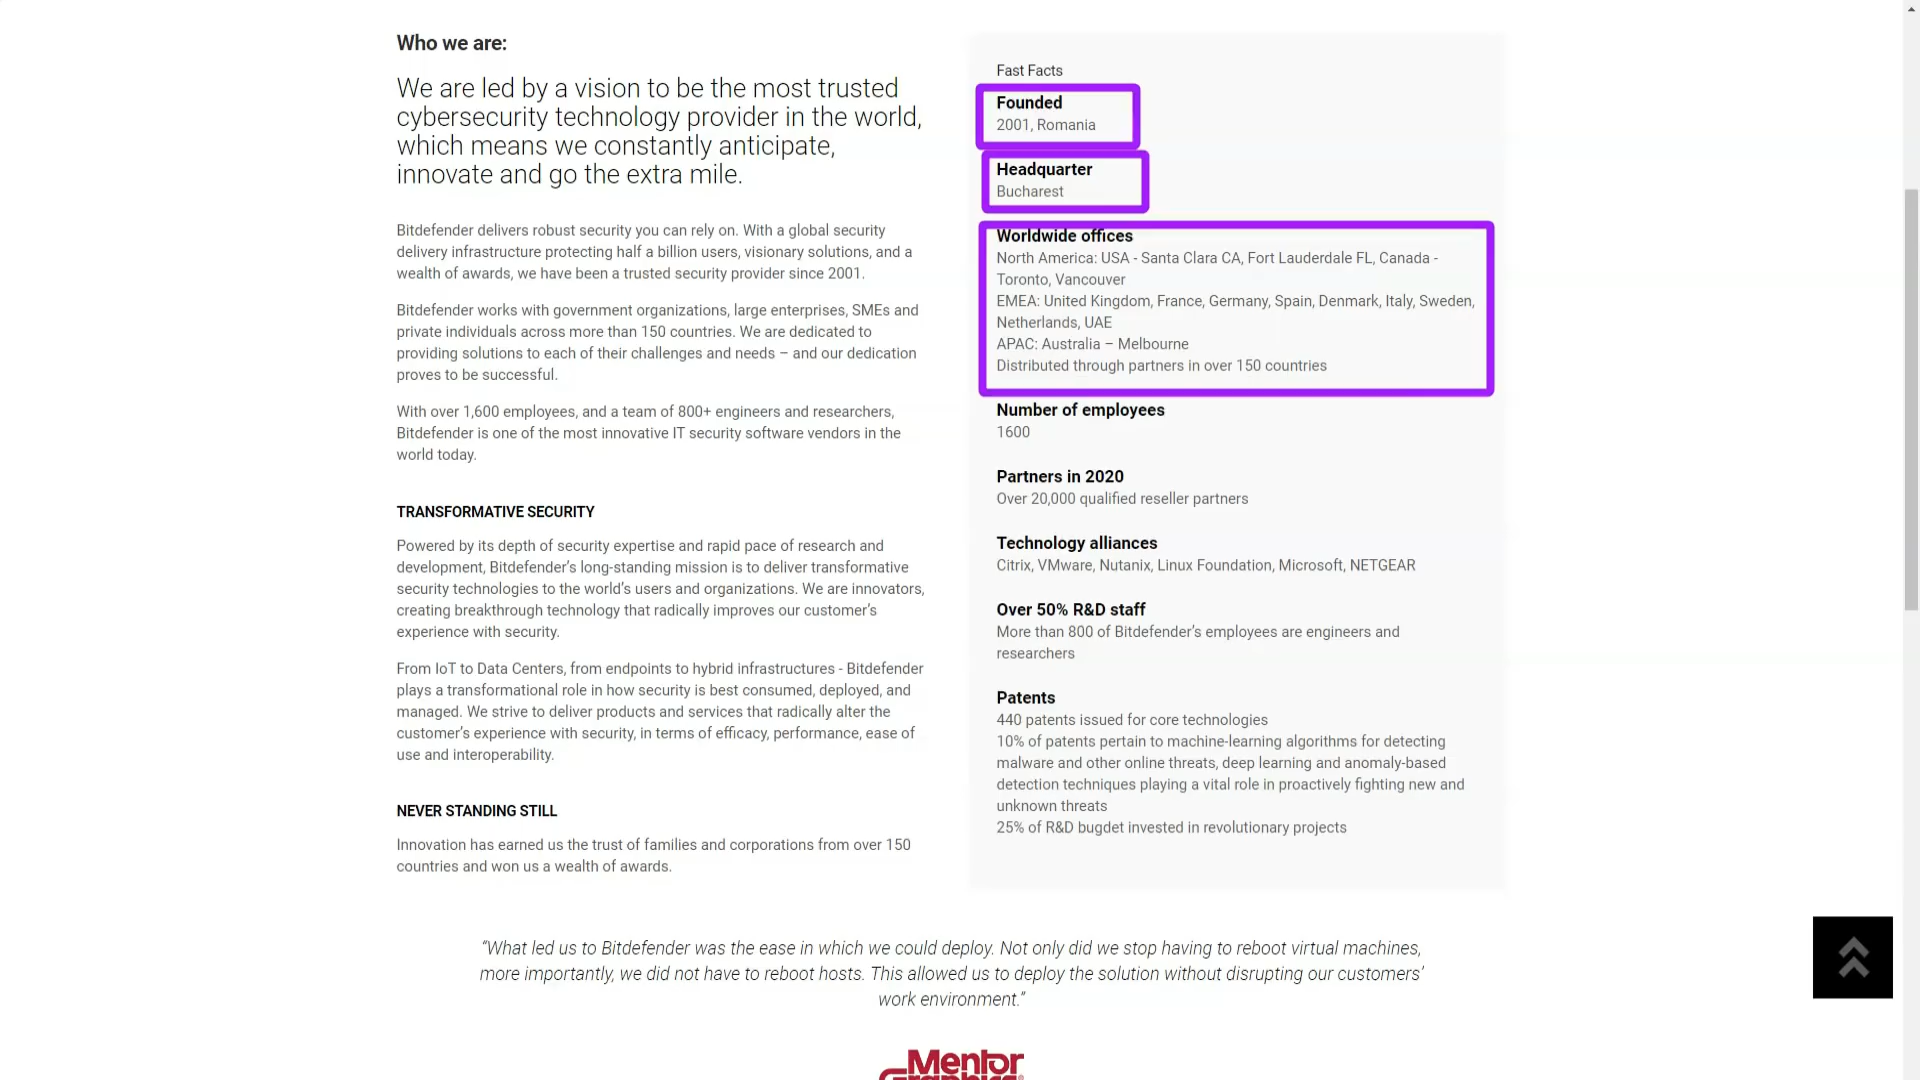 Who we are:
We are led by a vision to be the most trusted
cybersecurity technology provider in the world,
which means we constantly anticipate,
innovate and go the extra mile.
Bitdefender delivers robust security you can rely on. With a global security
delivery infrastructure protecting half a billion users, visionary solutions, and a
wealth of awards, we have been a trusted security provider since 2001.
Bitdefender works with government organizations, large enterprises, SMEs and
private individuals across more than 150 countries. We are dedicated to
providing solutions to each of their challenges and needs – and our dedication
proves to be successful.
With over 1,600 employees, and a team of 800+ engineers and researchers,
Bitdefender is one of the most innovative IT security software vendors in the
world today.
TRANSFORMATIVE SECURITY
Powered by its depth of security expertise and rapid pace of research and
development, Bitdefender’s long-standing mission is to deliver transformative
security technologies to the world’s users and organizations. We are innovators,
creating breakthrough technology that radically improves our customer’s
experience with security.
From IoT to Data Centers, from endpoints to hybrid infrastructures - Bitdefender
plays a transformational role in how security is best consumed, deployed, and
managed. We strive to deliver products and services that radically alter the
customer’s experience with security, in terms of efficacy, performance, ease of
use and interoperability.
NEVER STANDING STILL
Innovation has earned us the trust of families and corporations from over 150
countries and won us a wealth of awards.
Fast Facts
Founded
2001, Romania
Headquarter
Bucharest
Worldwide offices
North America: USA - Santa Clara CA, Fort Lauderdale FL, Canada -
Toronto, Vancouver
EMEA: United Kingdom, France, Germany, Spain, Denmark, Italy, Sweden,
Netherlands, UAE
APAC: Australia – Melbourne
Distributed through partners in over 150 countries
Number of employees
1600
Partners in 2020
Over 20,000 qualified reseller partners
Technology alliances
Citrix, VMware, Nutanix, Linux Foundation, Microsoft, NETGEAR
Over 50% R&D staff
More than 800 of Bitdefender’s employees are engineers and
researchers
Patents
440 patents issued for core technologies
10% of patents pertain to machine-learning algorithms for detecting
malware and other online threats, deep learning and anomaly-based
detection techniques playing a vital role in proactively fighting new and
unknown threats
25% of R&D bugdet invested in revolutionary projects
“What led us to Bitdefender was the ease in which we could deploy. Not only did we stop having to reboot virtual machines,
more importantly, we did not have to reboot hosts. This allowed us to deploy the solution without disrupting our customers’
work environment.”
Mentor
Graphics